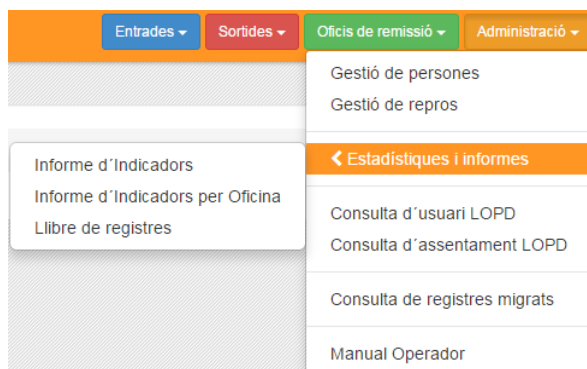 Entrades
Sortides
Oficis de remissió
Administració
Gestió de persones
Gestió de repros
Estadístiques i informes
Informe d´Indicadors
Informe d´Indicadors per Oficina
Llibre de registres
Consulta d´usuari LOPD
Consulta d´assentament LOPD
Consulta de registres migrats
Manual Operador